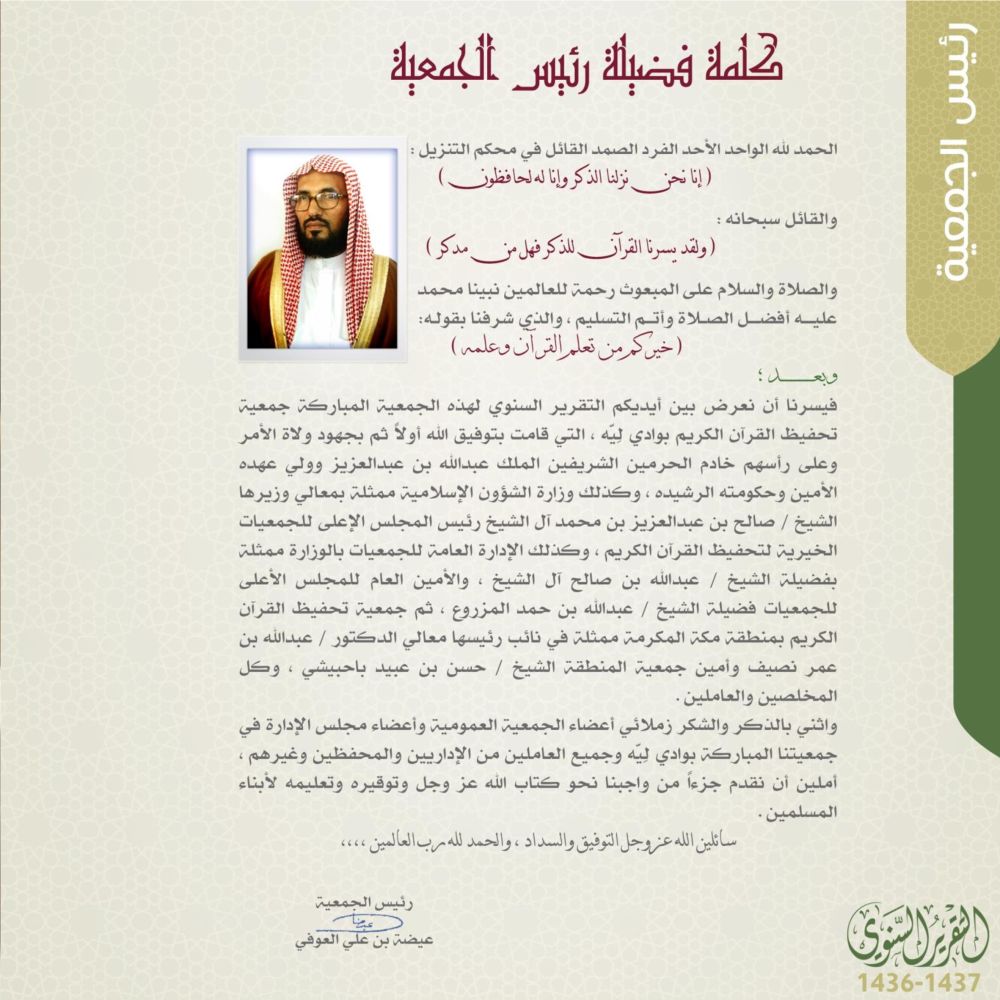 رئيس الجمعية
كلمة فضيلة رئيس الجمعية
الحمد لله الواحد الأحد الفرد الصمد القائل في محكم التنزيل :
( إنا نحن نزلنا الذكر وإنا له لحافظون )
والقائل سبحانه :
( ولقد يسرنا القرآن للذكر فهل من مدكر )
والصلاة والسلام على المبعوث رحمة للعالمين نبينا محمد
عليه أفضل الصلاة وأتم التسليم ، والذي شرفنا بقوله:
( خيركم من تعلم القرآن وعلمه )
وبعد ؛
فيسرنا أن نعرض بين أيديكم التقرير السنوي لهذه الجمعية المباركة جمعية
تحفيظ القرآن الكريم بوادي لِيّه ، التي قامت بتوفيق الله أولاً ثم بجهود ولاة الأمر
وعلى رأسهم خادم الحرمين الشريفين الملك عبدالله بن عبدالعزيز وولي عهده
الأمين وحكومته الرشيده ، وكذلك وزارة الشؤون الإسلامية ممثلة بمعالي وزيرها
الشيخ / صالح بن عبدالعزيز بن محمد آل الشيخ رئيس المجلس الإعلى للجمعيات
الخيرية لتحفيظ القرآن الكريم ، وكذلك الإدارة العامة للجمعيات بالوزارة ممثلة
بفضيلة الشيخ / عبدالله بن صالح آل الشيخ ، والأمين العام للمجلس الأعلى
للجمعيات فضيلة الشيخ / عبدالله بن حمد المزروع ، ثم جمعية تحفيظ القرآن
الكريم بمنطقة مكة المكرمة ممثلة في نائب رئيسها معالي الدكتور / عبدالله بن
عمر نصيف وأمين جمعية المنطقة الشيخ / حسن بن عبيد باحبيشي ، وكل
المخلصين والعاملين .
واثني بالذكر والشكر زملائي أعضاء الجمعية العمومية وأعضاء مجلس الإدارة في
جمعيتنا المباركة بوادي لِيّه وجميع العاملين من الإداريين والمحفظين وغيرهم ،
أملين أن نقدم جزءاً من واجبنا نحو كتاب الله عز وجل وتوقيره وتعليمه لأبناء
المسلمين .
سائلين الله عز وجل التوفيق والسداد ، والحمد لله رب العالمين ،،،،
رئيس الجمعية
عيضة بن علي العوفي
التقرير السنوي
1436-1437